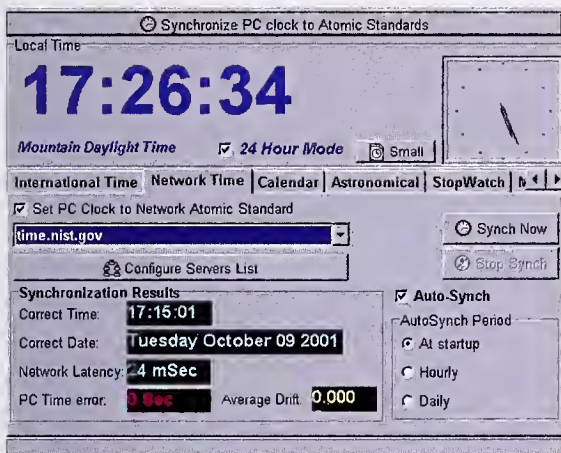 Synchronize PC clock to Atomic Standards
Local Time
17:26:34
Mountain Daylight Time 24 Hour Mode Small
International Time Network Time Calendar Astronomical StopWatch
Set PC Clock to Network Atomic Standard
time.nist.gov Synch Now
Configure Servers List Stop Synch
Synchronization Results Auto-Synch
Correct Time: 17:15:01 AutoSynch Period
Correct Date: Tuesday October 09 2001 At startup
Network Latency: 24 mSec Hourly
PC Time error: 0 Sec Average Drift: 0.000 Daily